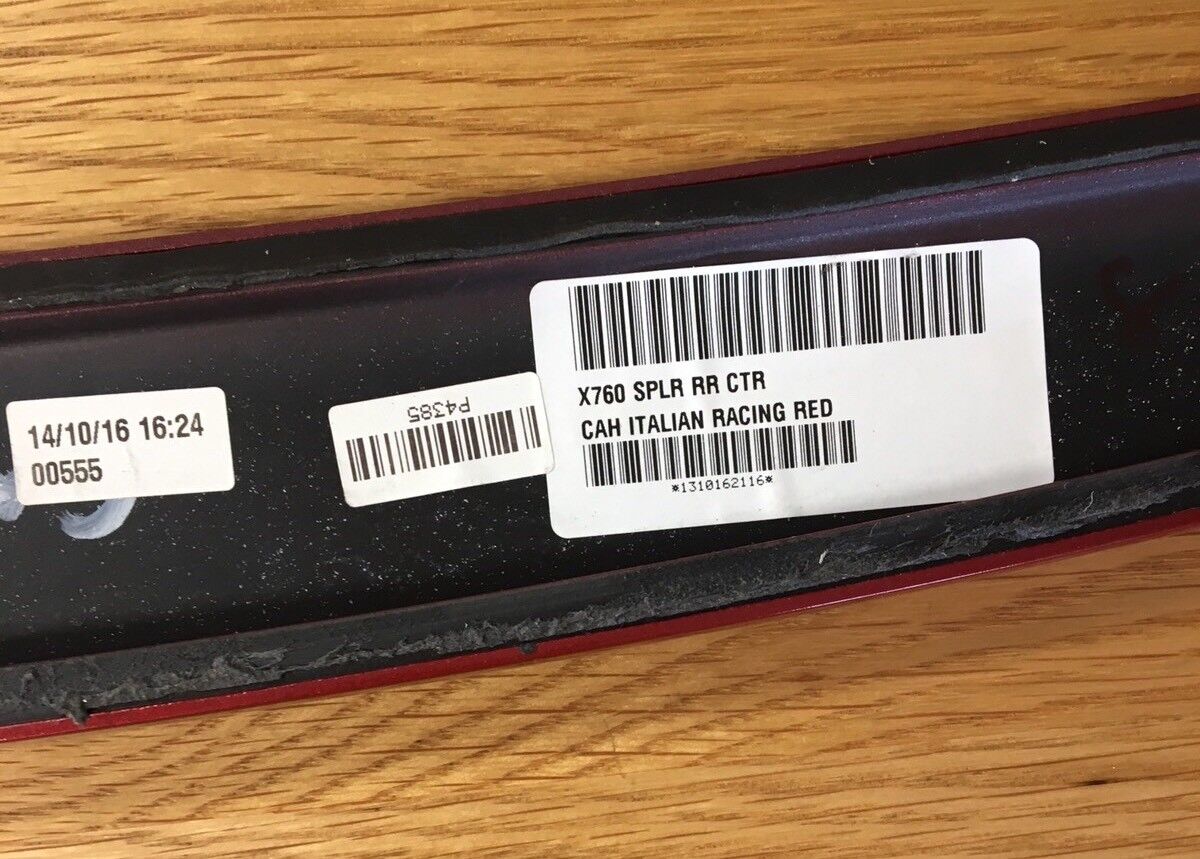 14/10/16 16:24
00555
P4385
X760 SPLR RR CTR
CAH ITALIAN RACING RED
*1310162116*